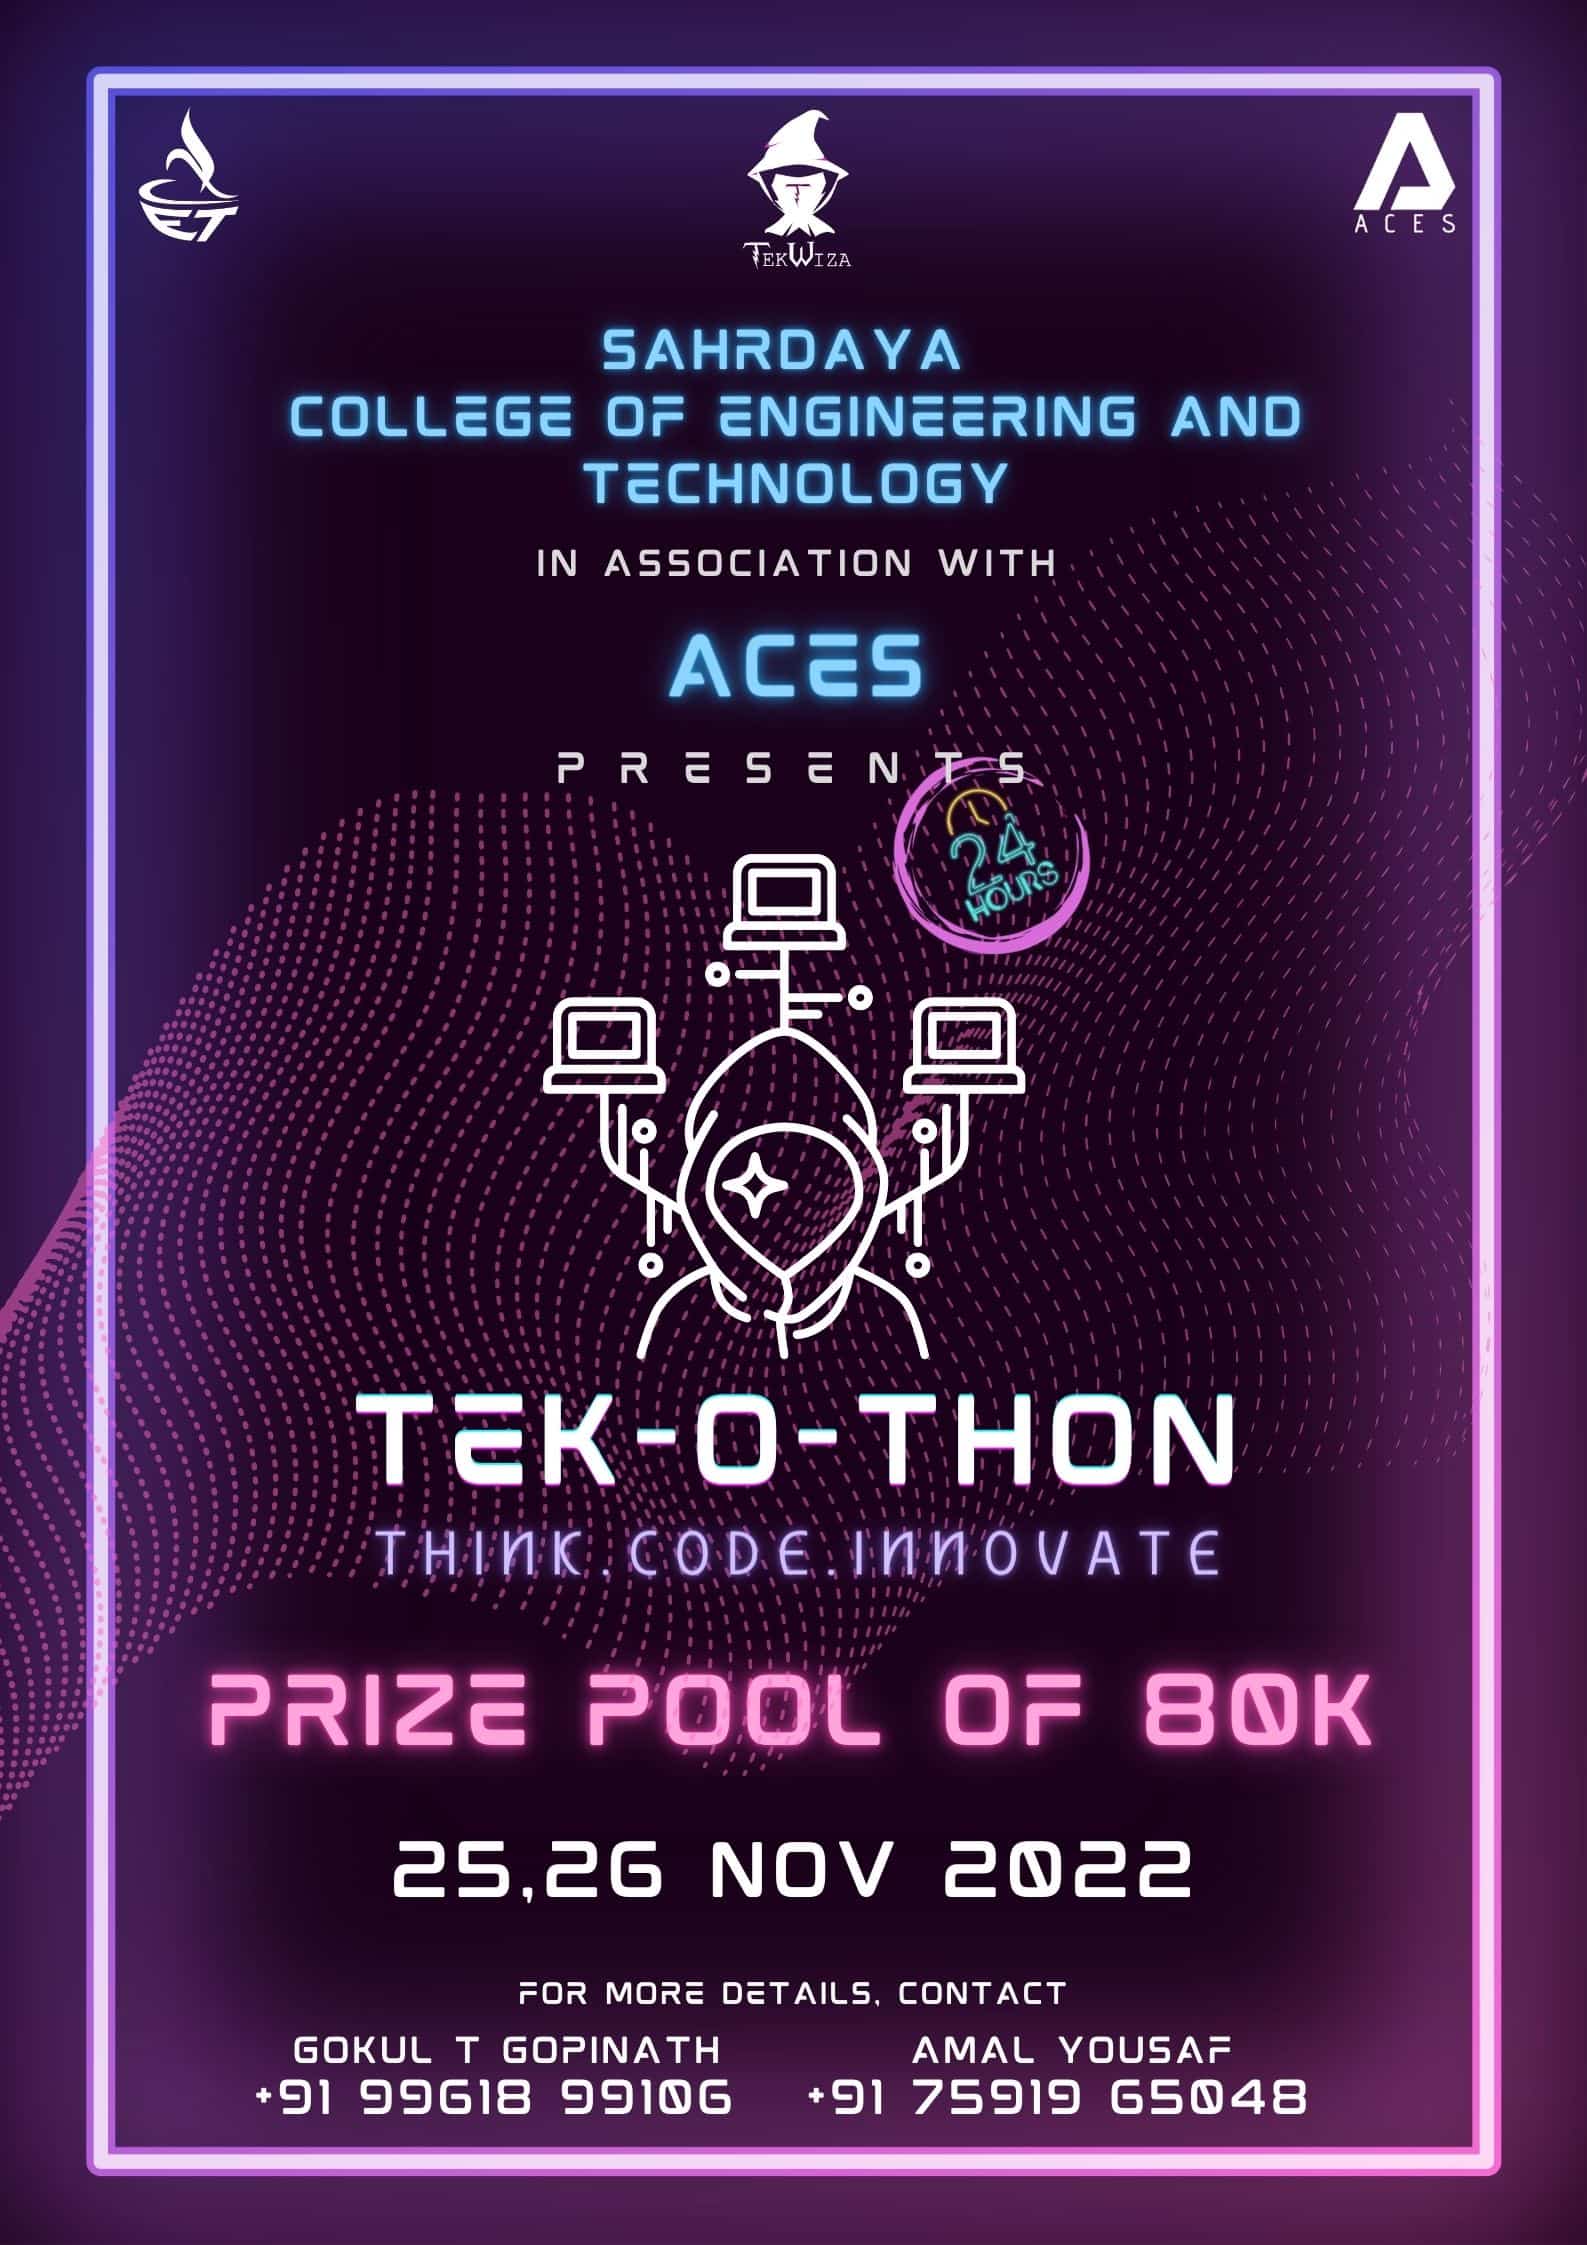 ET
T
TEKWIZA
ACES
SAHRDAYA
COLLEGE OF ENGINEERING AND
TECHNOLOGY
IN ASSOCIATION WITH
ACES
PRESENTS
24
HOURS
TEK-O-THON
THINK.CODE.INNOVATE
PRIZE POOL OF 80K
25,26 NOV 2022
FOR MORE DETAILS, CONTACT
GOKUL T GOPINATH
+91 99618 99106
AMAL YOUSAF
+91 75919 65048